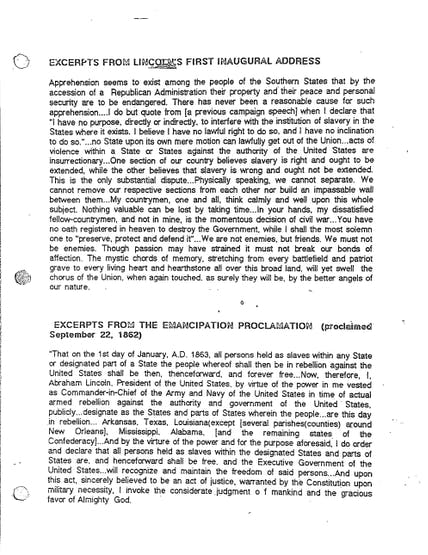 EXCERPTS FROM LINCOLN'S FIRST INAUGURAL ADDRESS
Apprehension seems to exist among the people of the Southern States that by the
accession of a Republican Administration their property and their peace and personal
security are to be endangered. There has never been a reasonable cause for such
apprehension....I do but quote from [a previous campaign speech] when I declare that
"I have no purpose, directly or indirectly, to interfere with the institution of slavery in the
States where it exists. I believe I have no lawful right to do so, and I have no inclination
to do so."...no State upon its own mere motion can lawfully get out of the Union...acts of
violence within a State or States against the authority of the United States are
insurrectionary...One section of our country believes slavery is right and ought to be
extended, while the other believes that slavery is wrong and ought not be extended.
This is the only substantial dispute...Physically speaking, we cannot separate. We
cannot remove our respective sections from each other nor build an impassable wall
between them...My countrymen, one and all, think calmly and well upon this whole
subject. Nothing valuable can be lost by taking time...In your hands, my dissatisfied
fellow-countrymen, and not in mine, is the momentous decision of civil war...You have
no oath registered in heaven to destroy the Government, while I shall the most solemn
one to "preserve, protect and defend it"...We are not enemies, but friends. We must not
be enemies. Though passion may have strained it must not break our bonds of
affection. The mystic chords of memory, stretching from every battlefield and patriot
grave to every living heart and hearthstone all over this broad land, will yet swell the
chorus of the Union, when again touched, as surely they will be, by the better angels of
our nature.
EXCERPTS FROM THE EMANCIPATION PROCLAMATION (proclaimed
September 22, 1862)
"That on the 1st day of January, A.D. 1863, all persons held as slaves within any State
or designated part of a State the people whereof shall then be in rebellion against the
United States shall be then, thenceforward, and forever free...Now, therefore, I,
Abraham Lincoln, President of the United States, by virtue of the power in me vested
as Commander-in-Chief of the Army and Navy of the United States in time of actual
armed rebellion against the authority and government of the United States,
publicly...designate as the States and parts of States wherein the people...are this day
in rebellion... Arkansas, Texas, Louisiana(except [several parishes(counties) around
New Orleans], Mississippi, Alabama, [and the remaining states of the
Confederacy]...And by the virtue of the power and for the purpose aforesaid, I do order
and declare that all persons held as slaves within the designated States and parts of
States are, and henceforward shall be free, and the Executive Government of the
United States...will recognize and maintain the freedom of said persons...And upon
this act, sincerely believed to be an act of justice, warranted by the Constitution upon
military necessity, I invoke the considerate judgment o f mankind and the gracious
favor of Almighty God.